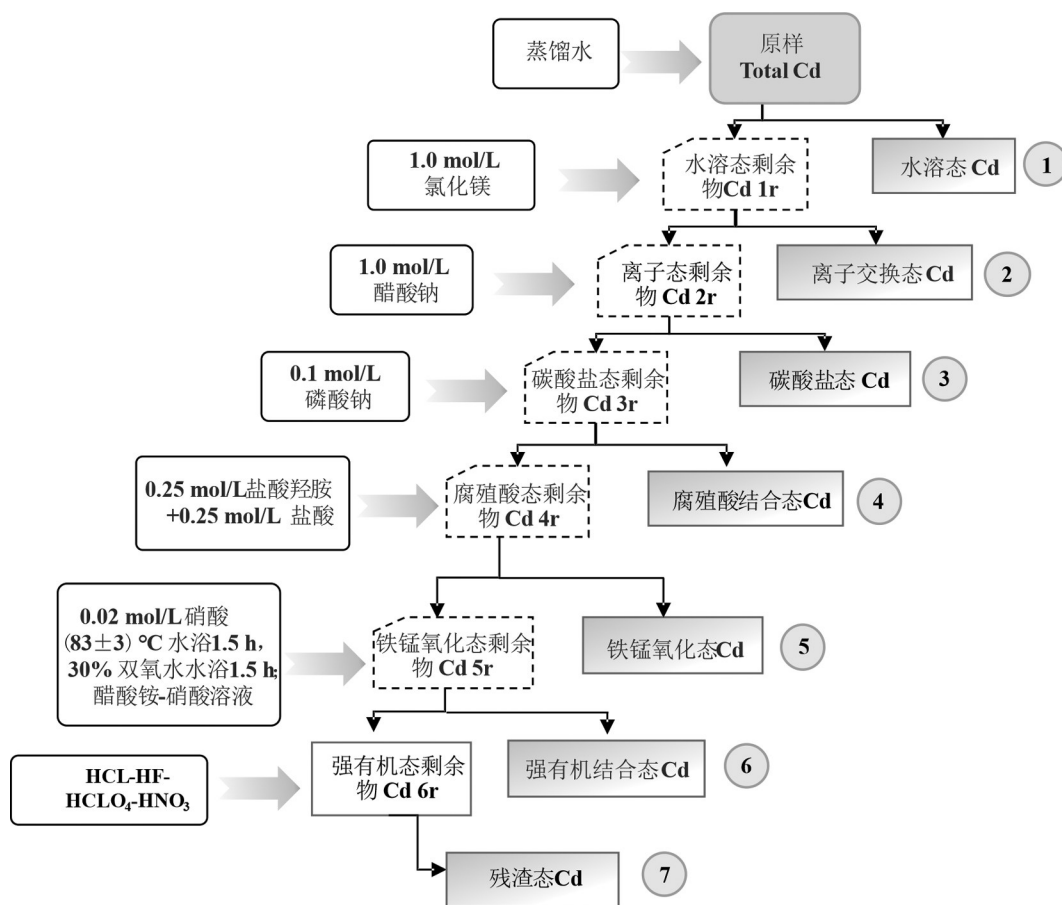 蒸馏水
原样
Total Cd
1.0 mol/L
氯化镁
水溶态剩余
物Cd 1r
水溶态 Cd
1
1.0 mol/L
醋酸钠
离子态剩余
物 Cd 2r
离子交换态 Cd
2
0.1 mol/L
磷酸钠
碳酸盐态剩余
物 Cd 3r
碳酸盐态 Cd
3
0.25 mol/L盐酸羟胺
+0.25 mol/L 盐酸
腐殖酸态剩余
物 Cd 4r
腐殖酸结合态Cd
4
0.02 mol/L 硝酸
(83±3) °C 水浴1.5 h,
30% 双氧水水浴1.5 h;
醋酸铵-硝酸溶液
铁锰氧化态剩余
物 Cd 5r
铁锰氧化态Cd
5
HCL-HF-
HCLO₄-HNO₃
强有机态剩余
物 Cd 6r
强有机结合态Cd
6
残渣态Cd
7